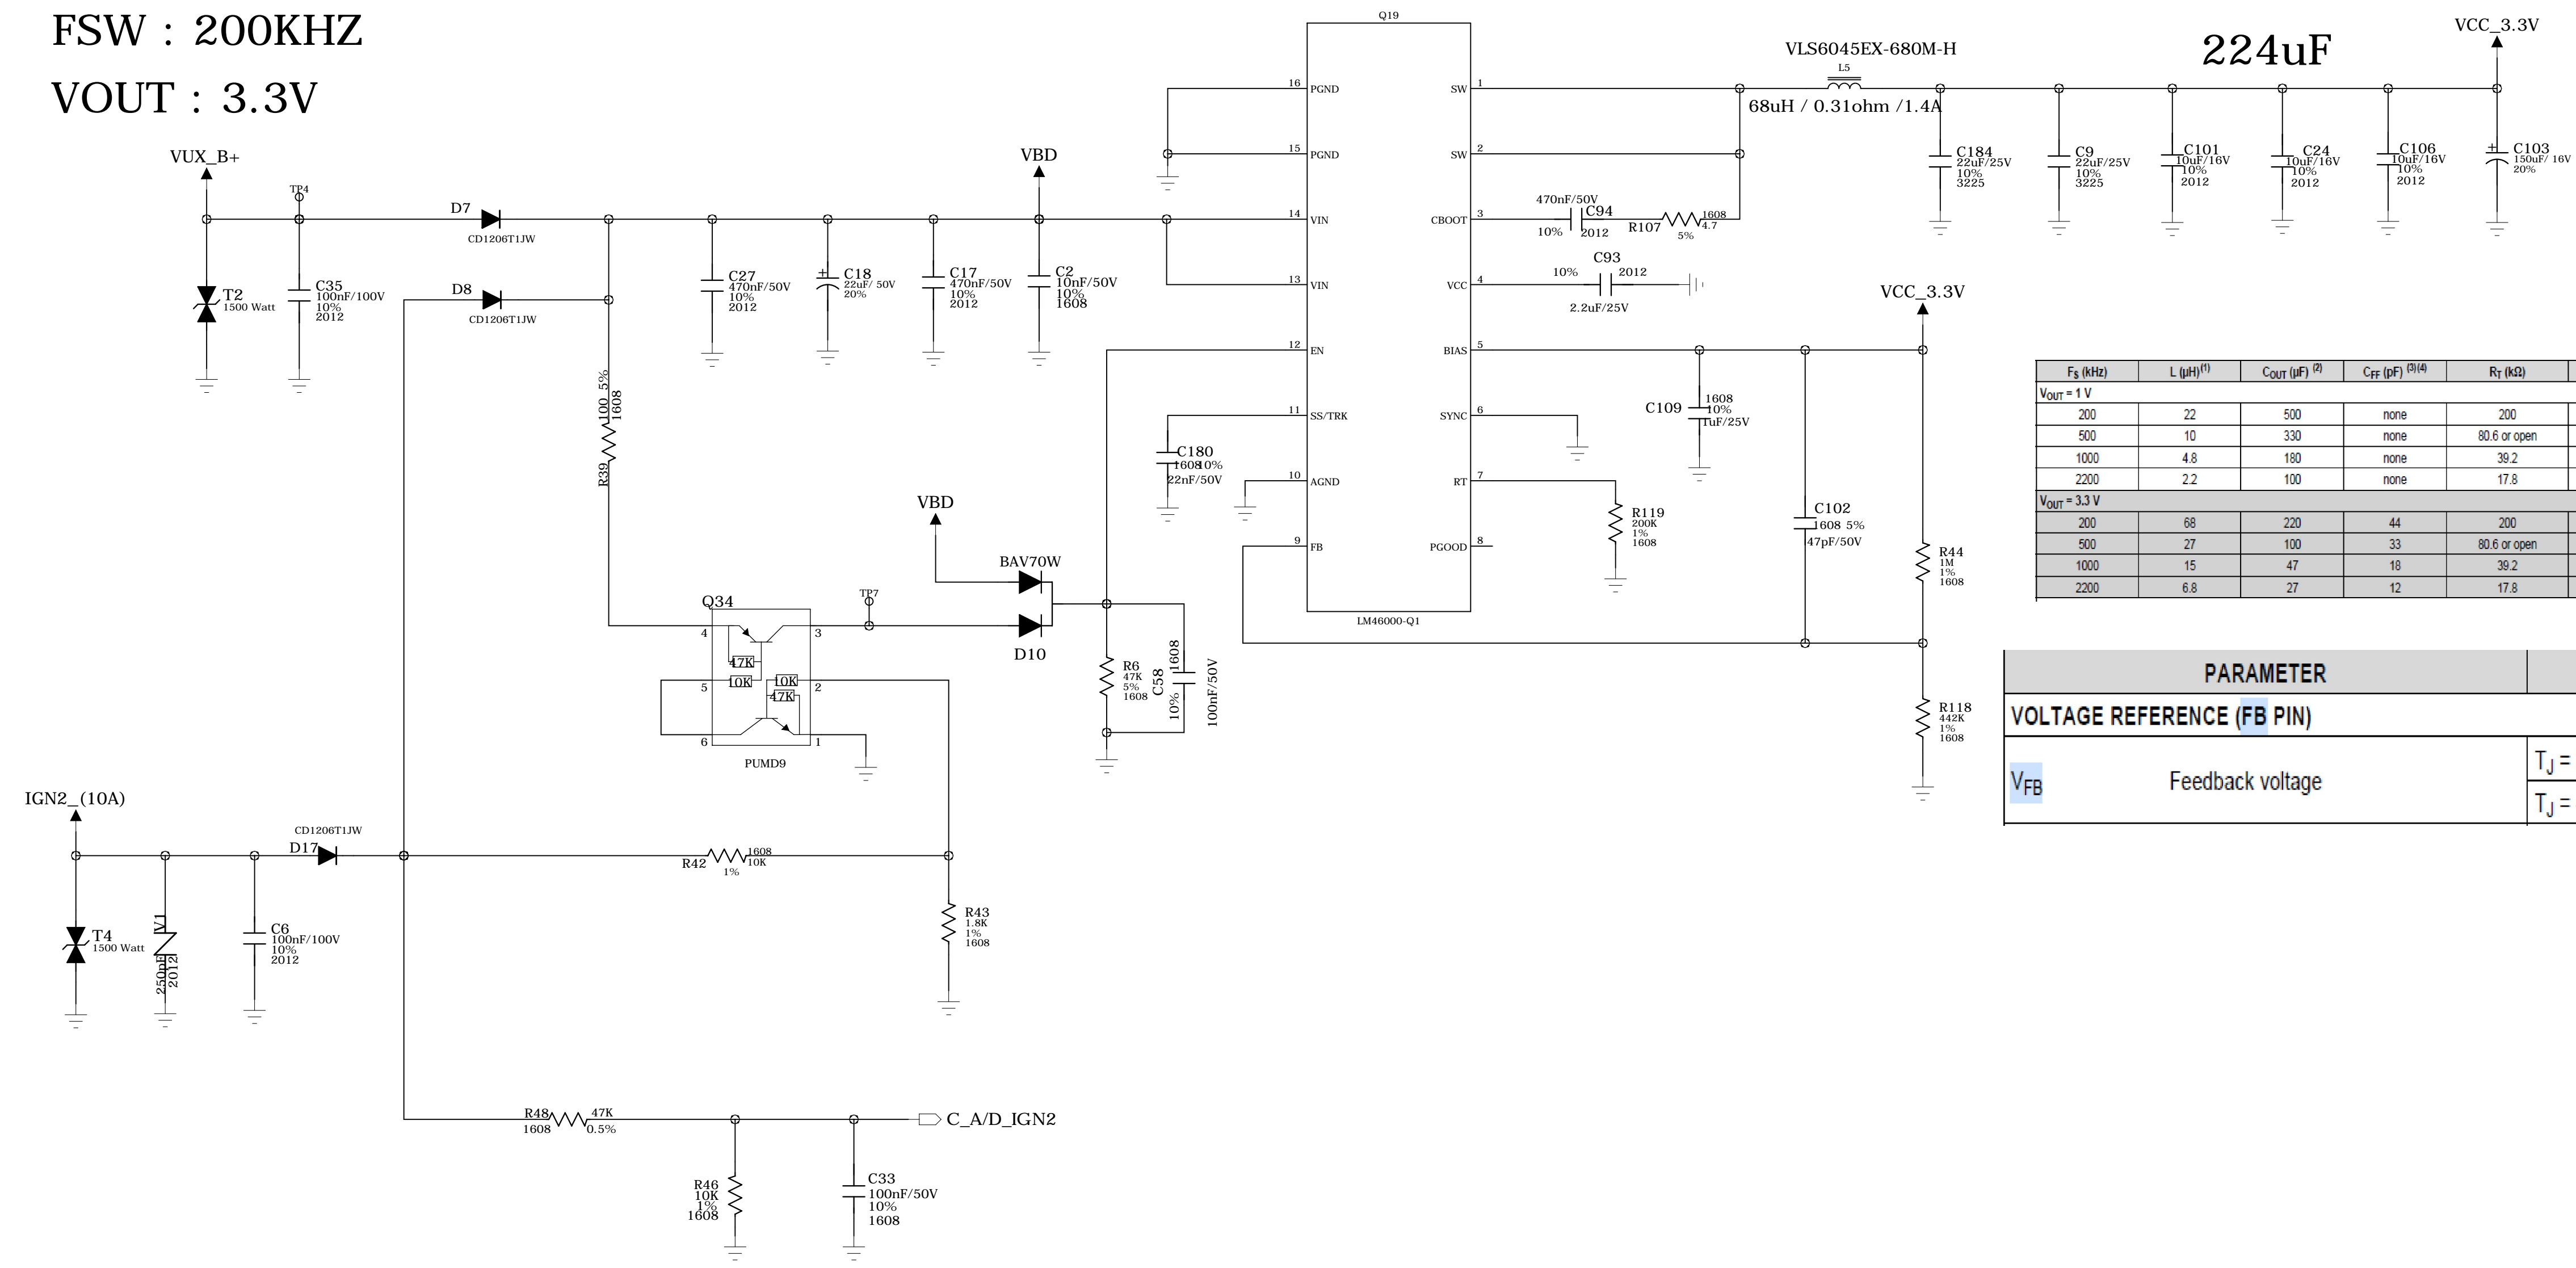 FSW : 200KHZ
VOUT : 3.3V
VUX_B+
TP4
T2
1500 Watt
C35
100nF/100V
10%
2012
D7
CD1206T1JW
D8
CD1206T1JW
C27
470nF/50V
10%
2012
C18
22uF/ 50V
20%
C17
470nF/50V
10%
2012
VBD
C2
10nF/50V
10%
1608
R39
100 5%
1608
Q19
16 PGND
15 PGND
14 VIN
13 VIN
12 EN
11 SS/TRK
10 AGND
9 FB
SW 1
SW 2
CBOOT 3
VCC 4
BIAS 5
SYNC 6
RT 7
PGOOD 8
LM46000-Q1
VLS6045EX-680M-H
L5
68uH / 0.31ohm /1.4A
224uF
VCC_3.3V
C184
22uF/25V
10%
3225
C9
22uF/25V
10%
3225
C101
10uF/16V
10%
2012
C24
10uF/16V
10%
2012
C106
10uF/16V
10%
2012
C103
150uF/ 16V
20%
470nF/50V
C94
10%
2012
R107
1608
4.7
5%
C93
10%
2012
2.2uF/25V
VCC_3.3V
C109
1608
10%
1uF/25V
C180
1608 10%
22nF/50V
R119
200K
1%
1608
C102
1608 5%
47pF/50V
R44
1M
1%
1608
R118
442K
1%
1608
VBD
BAV70W
D10
TP7
Q34
4
3
47K
10K
10K
47K
5
2
6
1
PUMD9
R6
47K
5%
1608
C58
10%
1608
100nF/50V
IGN2_(10A)
CD1206T1JW
D17
T4
1500 Watt
V1
250pF
2012
C6
100nF/100V
10%
2012
R42
1608
10K
1%
R43
1.8K
1%
1608
R48
1608
47K
0.5%
C_A/D_IGN2
R46
10K
1%
1608
C33
100nF/50V
10%
1608
FS (kHz) L (µH)(1) COUT (µF) (2) CFF (pF) (3)(4) RT (kΩ)
VOUT = 1 V
200 22 500 none 200
500 10 330 none 80.6 or open
1000 4.8 180 none 39.2
2200 2.2 100 none 17.8
VOUT = 3.3 V
200 68 220 44 200
500 27 100 33 80.6 or open
1000 15 47 18 39.2
2200 6.8 27 12 17.8
PARAMETER
VOLTAGE REFERENCE (FB PIN)
VFB Feedback voltage
TJ =
TJ =